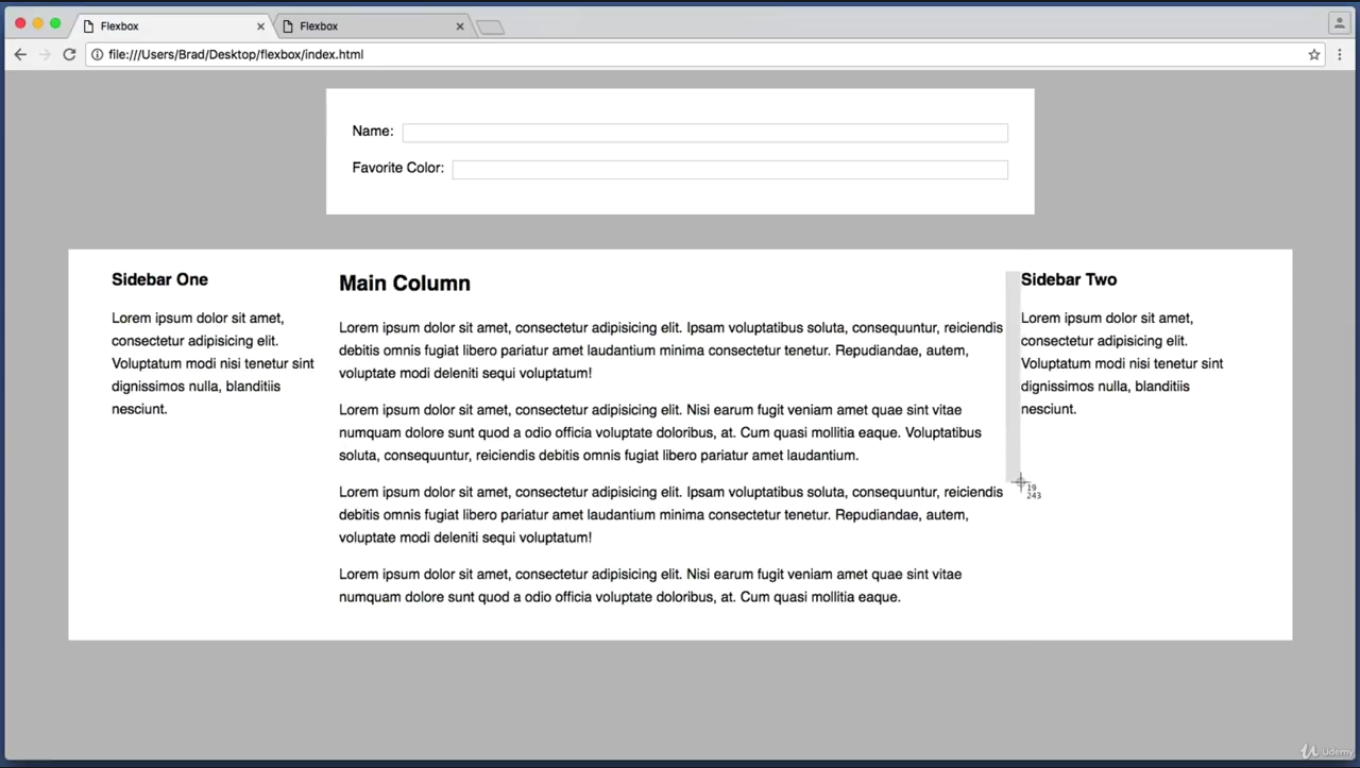 Flexbox
Flexbox
file:///Users/Brad/Desktop/flexbox/index.html
Name:
Favorite Color:
Sidebar One
Lorem ipsum dolor sit amet,
consectetur adipisicing elit.
Voluptatum modi nisi tenetur sint
dignissimos nulla, blanditiis
nesciunt.
Main Column
Lorem ipsum dolor sit amet, consectetur adipisicing elit. Ipsam voluptatibus soluta, consequuntur, reiciendis
debitis omnis fugiat libero pariatur amet laudantium minima consectetur tenetur. Repudiandae, autem,
voluptate modi deleniti sequi voluptatum!
Lorem ipsum dolor sit amet, consectetur adipisicing elit. Nisi earum fugit veniam amet quae sint vitae
numquam dolore sunt quod a odio officia voluptate doloribus, at. Cum quasi mollitia eaque. Voluptatibus
soluta, consequuntur, reiciendis debitis omnis fugiat libero pariatur amet laudantium.
Lorem ipsum dolor sit amet, consectetur adipisicing elit. Ipsam voluptatibus soluta, consequuntur, reiciendis
debitis omnis fugiat libero pariatur amet laudantium minima consectetur tenetur. Repudiandae, autem,
voluptate modi deleniti sequi voluptatum!
Lorem ipsum dolor sit amet, consectetur adipisicing elit. Nisi earum fugit veniam amet quae sint vitae
numquam dolore sunt quod a odio officia voluptate doloribus, at. Cum quasi mollitia eaque.
Sidebar Two
Lorem ipsum dolor sit amet,
consectetur adipisicing elit.
Voluptatum modi nisi tenetur sint
dignissimos nulla, blanditiis
nesciunt.
19
243
Udemy